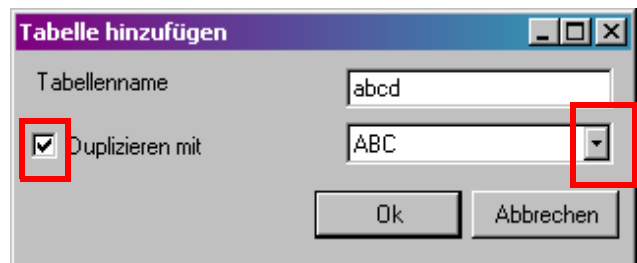 Tabelle hinzufügen
Tabellenname abcd
Duplizieren mit ABC
Ok Abbrechen